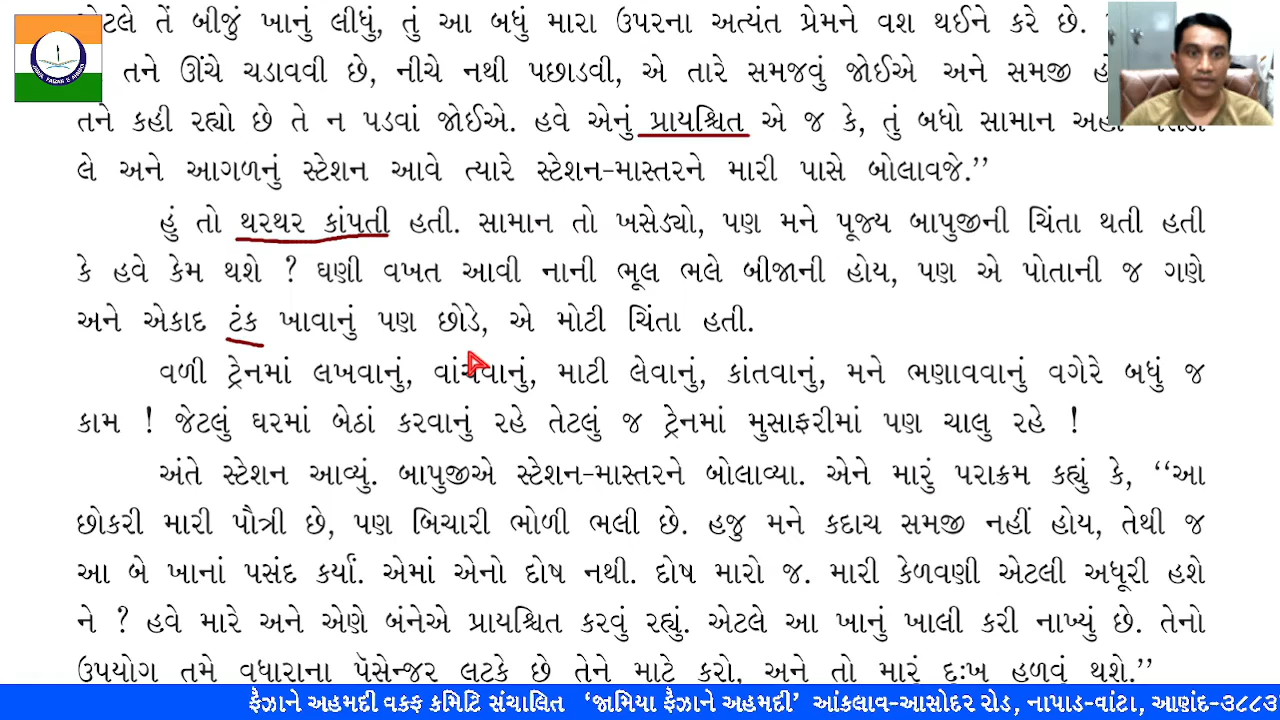 તેં બીજું ખાનું લીધું, તું આ બધું મારા ઉપરના અત્યંત પ્રેમને વશ થઈને કરે છે.
તને ઊંચે ચડાવવી છે, નીચે નથી પછાડવી, એ તારે સમજવું જોઈએ અને સમજી
તને કહી રહ્યો છે તે ન પડવાં જોઈએ. હવે એનું પ્રાયશ્ચિત એ જ કે, તું બધો સામાન
લે અને આગળનું સ્ટેશન આવે ત્યારે સ્ટેશન-માસ્તરને મારી પાસે બોલાવજે.’’
હું તો થરથર કાંપતી હતી. સામાન તો ખસેડ્યો, પણ મને પૂજ્ય બાપુજીની ચિંતા થતી હતી
કે હવે કેમ થશે ? ઘણી વખત આવી નાની ભૂલ ભલે બીજાની હોય, પણ એ પોતાની જ ગણે
અને એકાદ ટંક ખાવાનું પણ છોડે, એ મોટી ચિંતા હતી.
વળી ટ્રેનમાં લખવાનું, વાંચવાનું, માટી લેવાનું, કાંતવાનું, મને ભણાવવાનું વગેરે બધું જ
કામ ! જેટલું ઘરમાં બેઠાં કરવાનું રહે તેટલું જ ટ્રેનમાં મુસાફરીમાં પણ ચાલુ રહે !
અંતે સ્ટેશન આવ્યું. બાપુજીએ સ્ટેશન-માસ્તરને બોલાવ્યા. એને મારું પરાક્રમ કહ્યું કે, ‘‘આ
છોકરી મારી પૌત્રી છે, પણ બિચારી ભોળી ભલી છે. હજુ મને કદાચ સમજી નહીં હોય, તેથી જ
આ બે ખાનાં પસંદ કર્યાં. એમાં એનો દોષ નથી. દોષ મારો જ. મારી કેળવણી એટલી અધૂરી હશે
ને ? હવે મારે અને એણે બંનેએ પ્રાયશ્ચિત કરવું રહ્યું. એટલે આ ખાનું ખાલી કરી નાખ્યું છે. તેનો
ઉપયોગ તમે વધારાના પૅસેન્જર લટકે છે તેને માટે કરો, અને તો મારું દુઃખ હળવું થશે.’’
ફૈઝાને અહમદી વકફ કમિટિ સંચાલિત ‘જામિયા ફૈઝાને અહમદી’ આંકલાવ-આસોદર રોડ, નાપાડ-વાંટા, આણંદ-૩૮૮૩